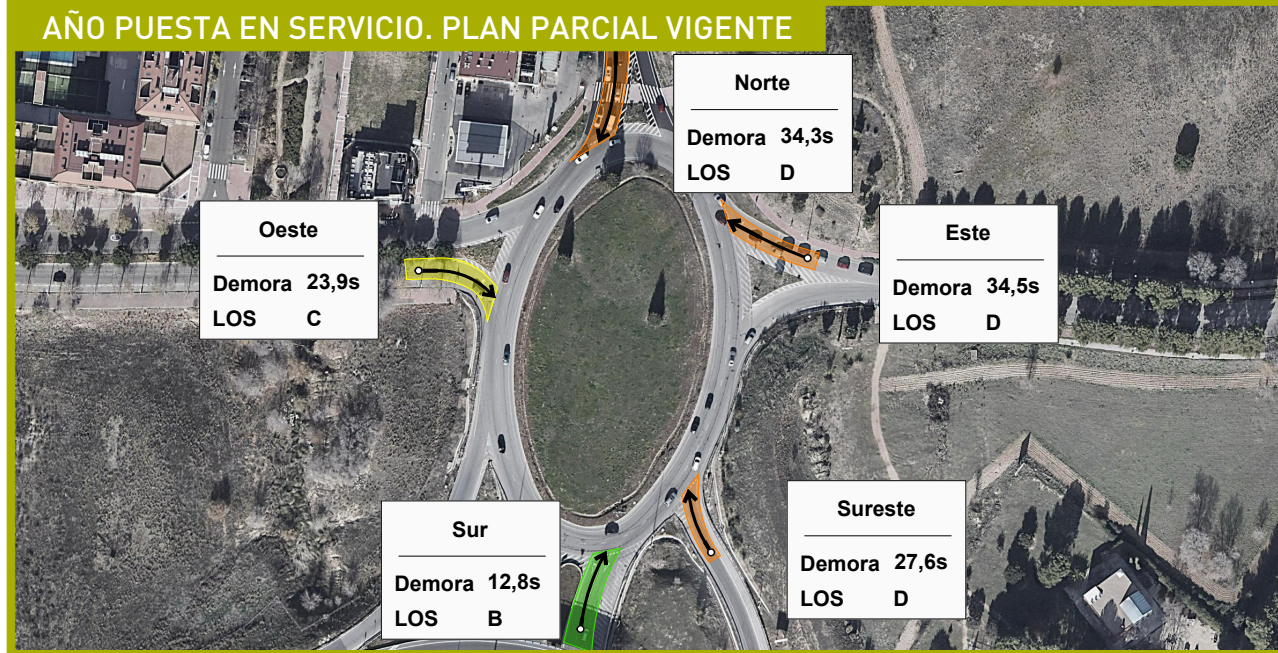 AÑO PUESTA EN SERVICIO. PLAN PARCIAL VIGENTE
Norte
Demora 34,3s
LOS D
Oeste
Demora 23,9s
LOS C
Este
Demora 34,5s
LOS D
Sur
Demora 12,8s
LOS B
Sureste
Demora 27,6s
LOS D